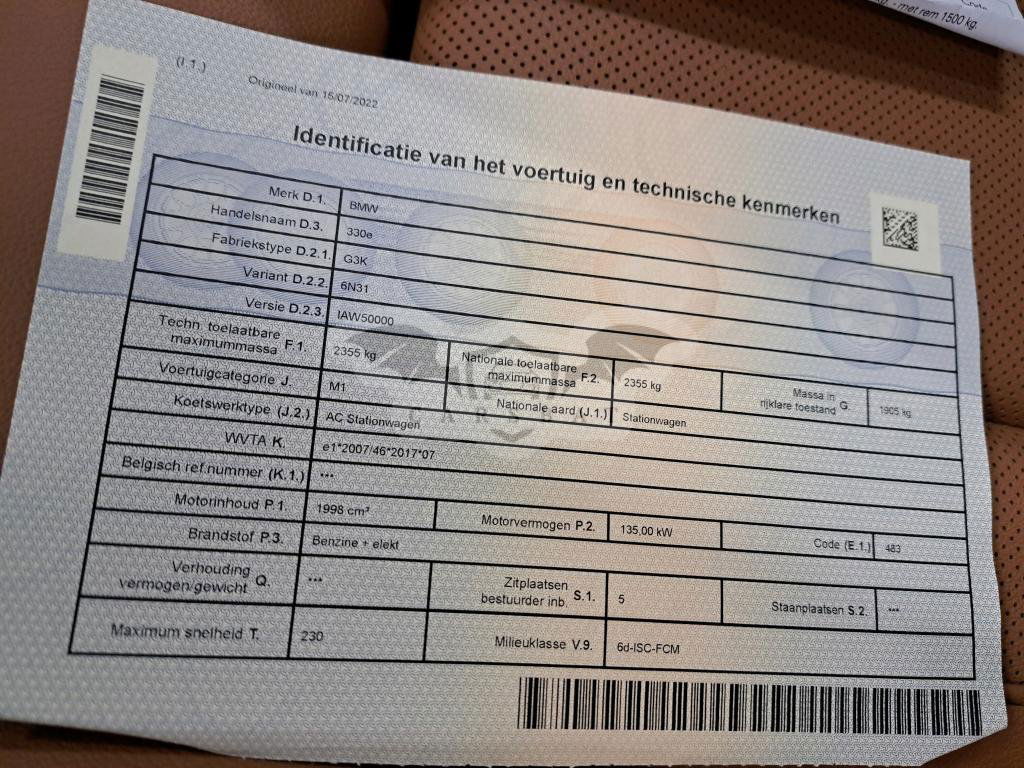 - met rem 1500 kg.
(I.1.)
Origineel van 15/07/2022
Identificatie van het voertuig en technische kenmerken
Merk D.1. BMW
Handelsnaam D.3. 330e
Fabriekstype D.2.1. G3K
Variant D.2.2. 6N31
Versie D.2.3. IAW50000
Techn. toelaatbare maximummassa F.1. 2355 kg Nationale toelaatbare maximummassa F.2. 2355 kg Massa in rijklare toestand G. 1905 kg
Voertuigcategorie J. M1 Nationale aard (J.1.) Stationwagen
Koetswerktype (J.2.) AC Stationwagen
WVTA K. e1*2007/46*2017*07
Belgisch ref.nummer (K.1.) ***
Motorinhoud P.1. 1998 cm³ Motorvermogen P.2. 135,00 kW Code (E.1.) 483
Brandstof P.3. Benzine + elekt
Verhouding vermogen/gewicht Q. *** Zitplaatsen bestuurder inb. S.1. 5 Staanplaatsen S.2. ***
Maximum snelheid T. 230 Milieuklasse V.9. 6d-ISC-FCM